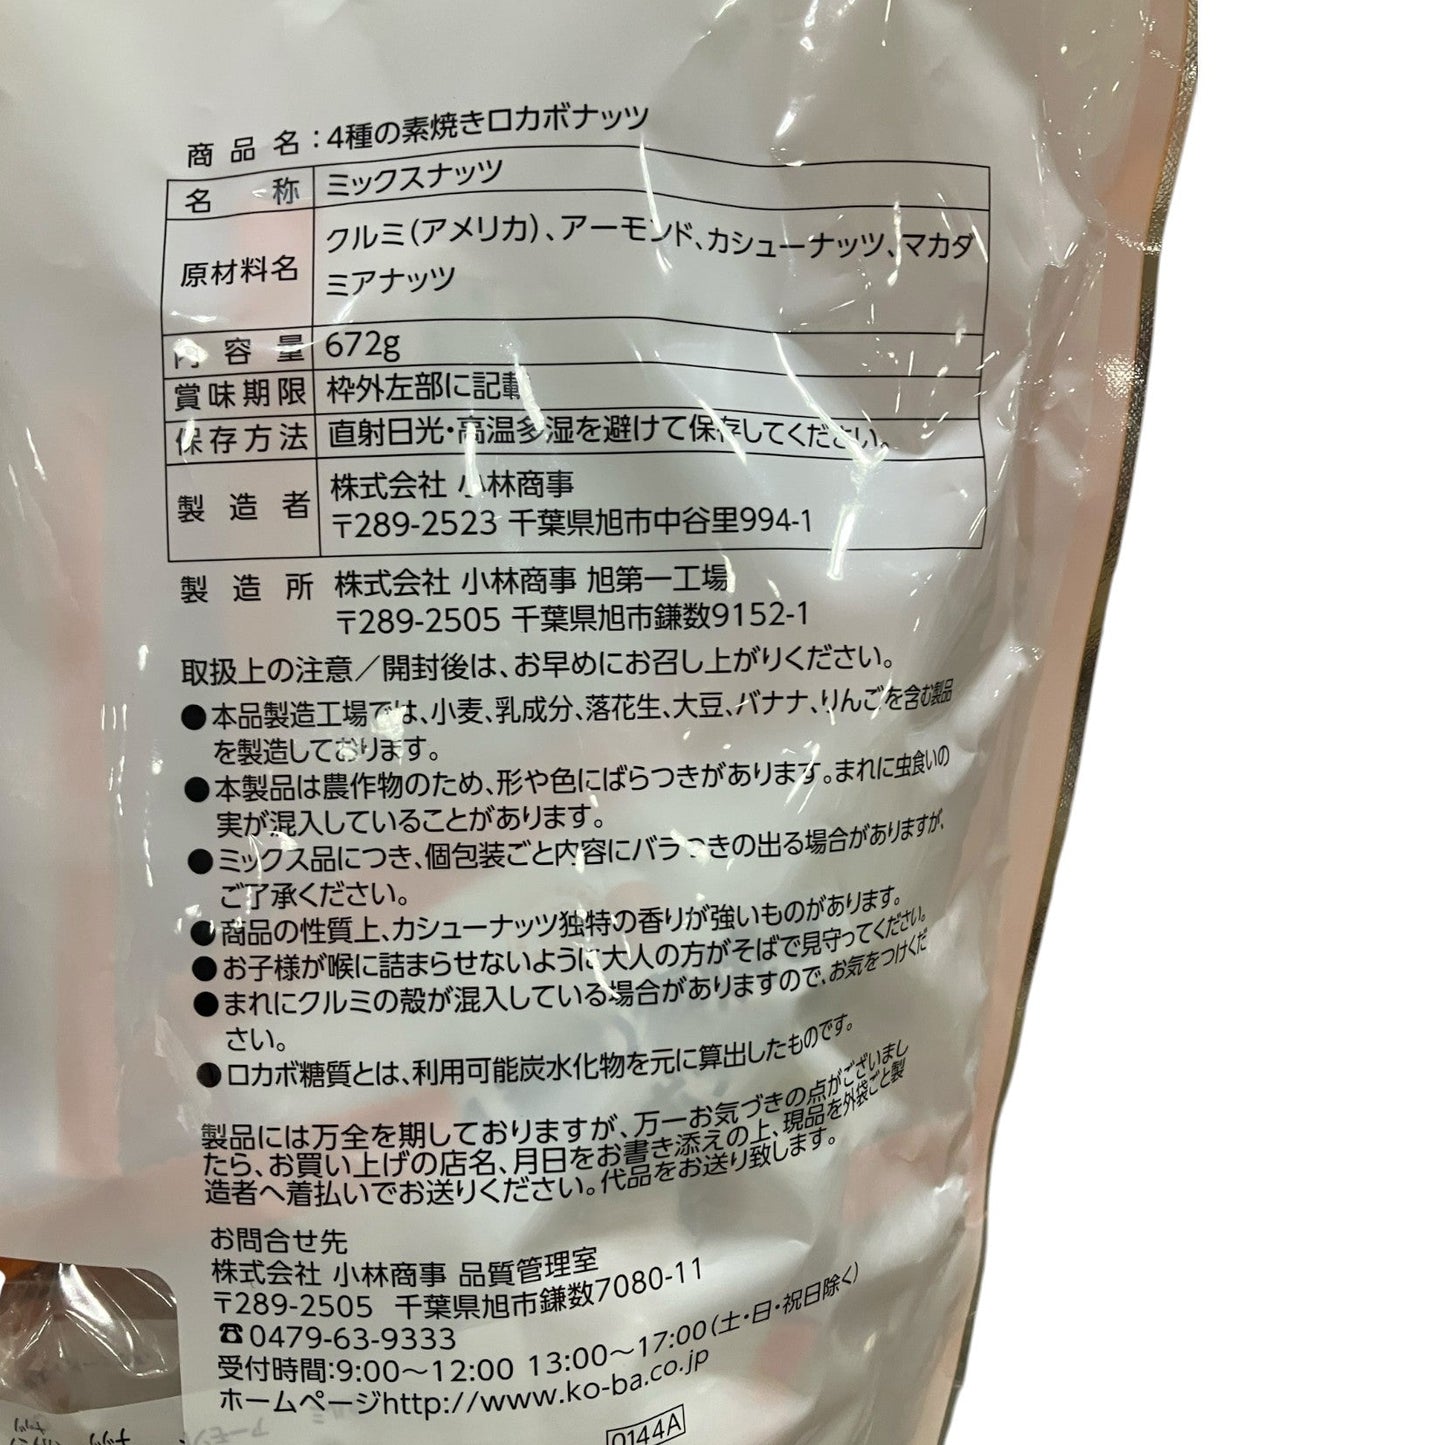 商品名：4種の素焼きロカボナッツ
名称 ミックスナッツ
原材料名 クルミ(アメリカ)、アーモンド、カシューナッツ、マカダ
ミアナッツ
内容量 672g
賞味期限 枠外左部に記載
保存方法 直射日光・高温多湿を避けて保存してください。
製造者 株式会社 小林商事
〒289-2523 千葉県旭市中谷里994-1
製造所 株式会社 小林商事 旭第一工場
〒289-2505 千葉県旭市鎌数9152-1
取扱上の注意／開封後は、お早めにお召し上がりください。
●本品製造工場では、小麦、乳成分、落花生、大豆、バナナ、りんごを含む製品
を製造しております。
●本製品は農作物のため、形や色にばらつきがあります。まれに虫食いの
実が混入していることがあります。
●ミックス品につき、個包装ごと内容にバラつきの出る場合がありますが、
ご了承ください。
●商品の性質上、カシューナッツ独特の香りが強いものがあります。
●お子様が喉に詰まらせないように大人の方がそばで見守ってください。
●まれにクルミの殻が混入している場合がありますので、お気をつけくだ
さい。
●ロカボ糖質とは、利用可能炭水化物を元に算出したものです。
製品には万全を期しておりますが、万一お気づきの点がございまし
たら、お買い上げの店名、月日をお書き添えの上、現品を外袋ごと製
造者へ着払いでお送りください。代品をお送り致します。
お問合せ先
株式会社 小林商事 品質管理室
〒289-2505 千葉県旭市鎌数7080-11
☎0479-63-9333
受付時間:9:00～12:00 13:00～17:00(土・日・祝日除く)
ホームページhttp://www.ko-ba.co.jp
0144A